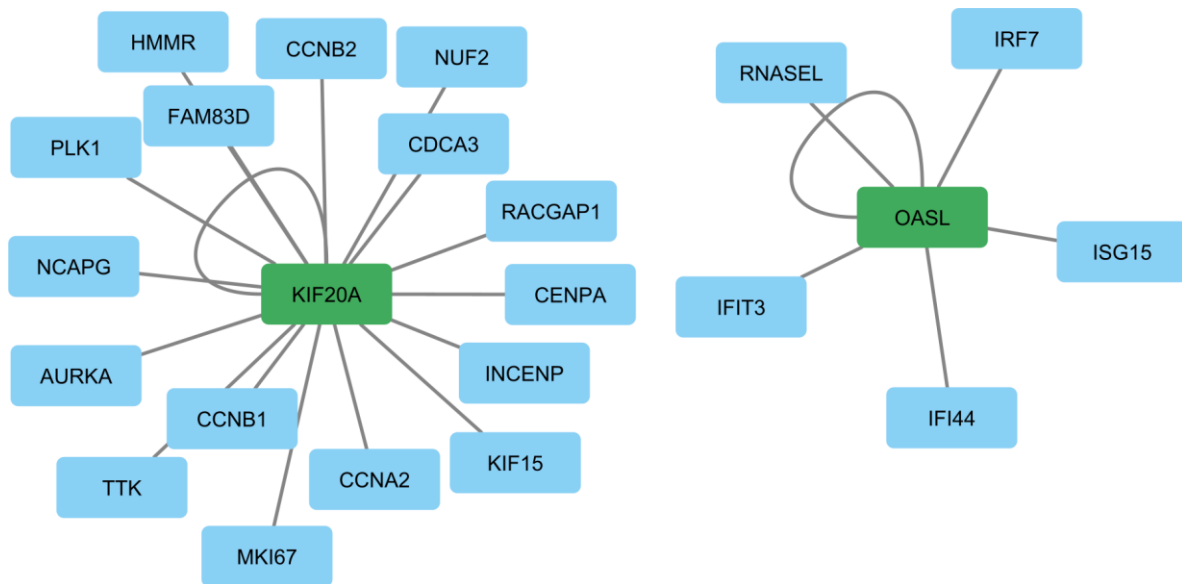 HMMR
CCNB2
NUF2
FAM83D
CDCA3
PLK1
RACGAP1
NCAPG
KIF20A
CENPA
AURKA
INCENP
CCNB1
KIF15
TTK
CCNA2
MKI67
IRF7
RNASEL
OASL
ISG15
IFIT3
IFI44